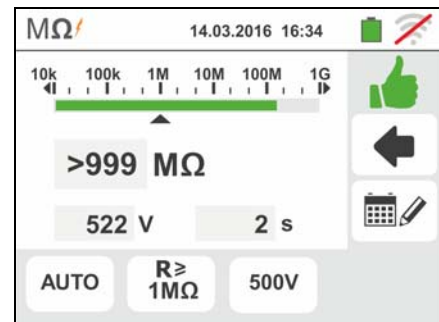 MΩ 14.03.2016 16:34
10k 100k 1M 10M 100M 1G
>999 MΩ
522 V 2 s
AUTO R≥ 1MΩ 500V